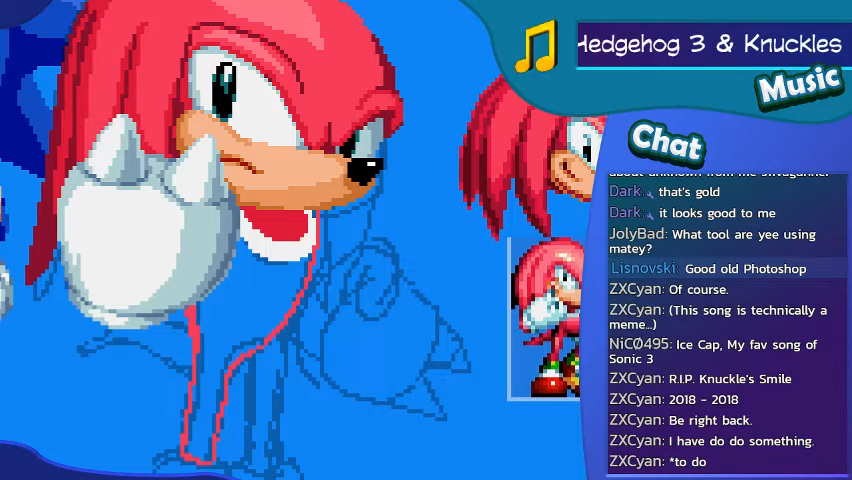 Hedgehog 3 & Knuckles
Music
Chat
Dark: that's gold
Dark: it looks good to me
JolyBad: What tool are yee using
matey?
Lisnovski: Good old Photoshop
ZXCyan: Of course.
ZXCyan: (This song is technically a
meme...)
NiCØ495: Ice Cap, My fav song of
Sonic 3
ZXCyan: R.I.P. Knuckle's Smile
ZXCyan: 2018 - 2018
ZXCyan: Be right back.
ZXCyan: I have do do something.
ZXCyan: *to do